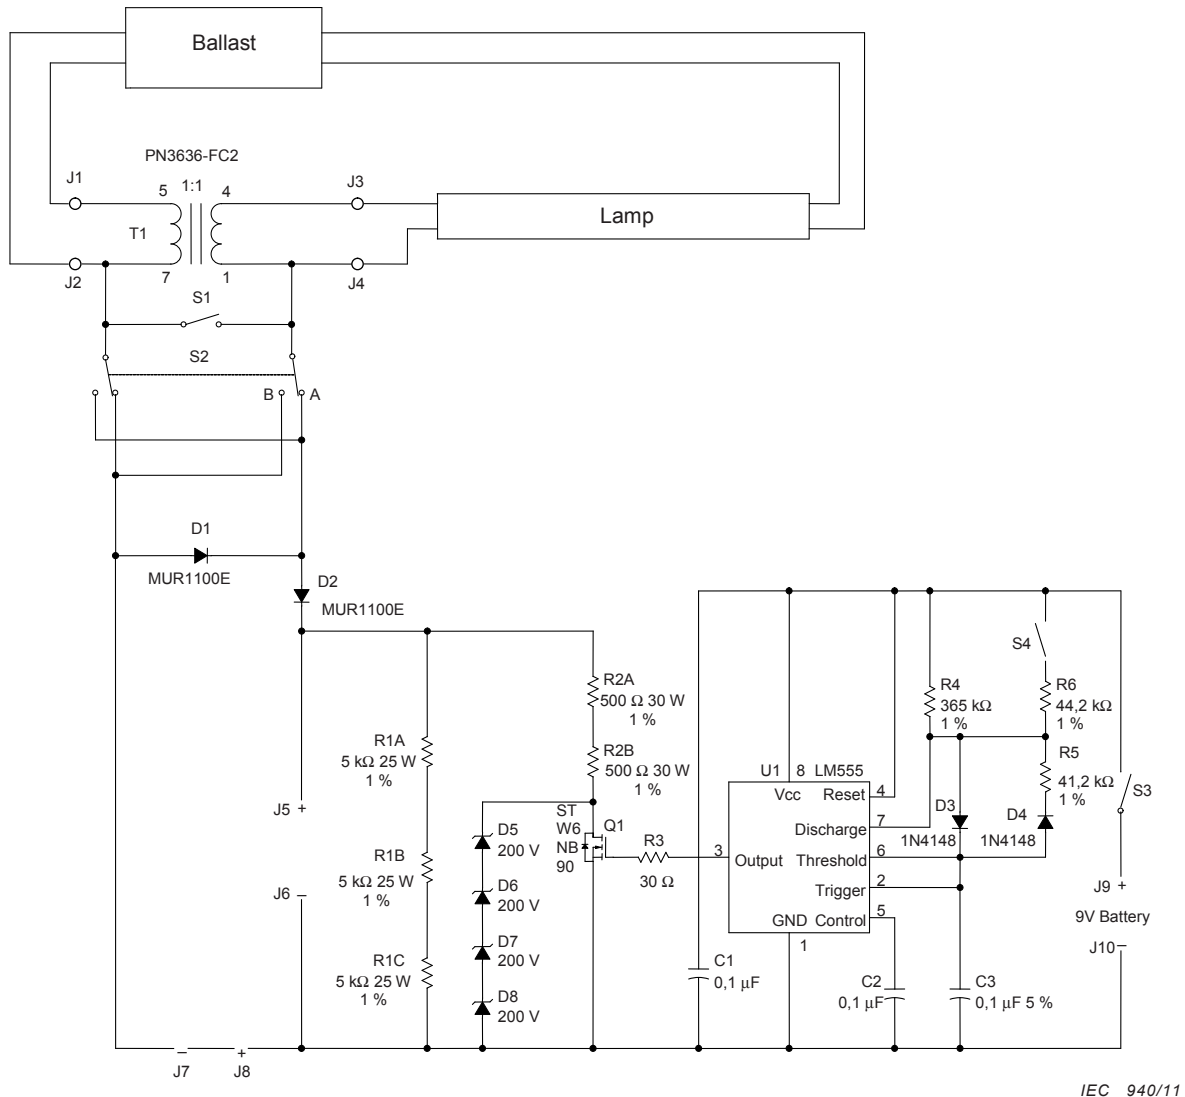 Ballast
PN3636-FC2
J1
5
1:1
4
J3
T1
Lamp
J2
7
1
J4
S1
S2
B
A
D1
MUR1100E
D2
MUR1100E
S4
R2A
500 Ω 30 W
1 %
R4
365 kΩ
1 %
R6
44,2 kΩ
1 %
R1A
5 kΩ 25 W
1 %
R2B
500 Ω 30 W
1 %
R5
41,2 kΩ
1 %
U1
8
LM555
Vcc
Reset
4
S3
J5 +
ST
W6
NB
90
Q1
D5
200 V
Discharge
7
D3
1N4148
D4
1N4148
R1B
5 kΩ 25 W
1 %
R3
30 Ω
3
Output
Threshold
6
Trigger
2
J6 –
D6
200 V
J9 +
9V Battery
J10 –
GND
Control
5
1
D7
200 V
R1C
5 kΩ 25 W
1 %
C1
0,1 μF
C2
0,1 μF
C3
0,1 μF 5 %
D8
200 V
–
+
J7
J8
IEC 940/11